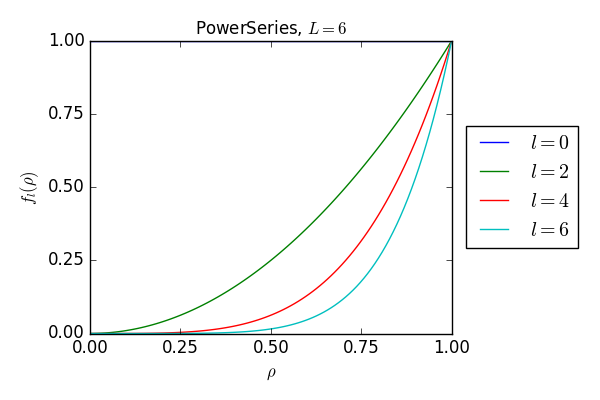 PowerSeries, L = 6
1.00
0.75
0.50
0.25
0.00
f_l(ρ)
0.00 0.25 0.50 0.75 1.00
ρ
l = 0
l = 2
l = 4
l = 6